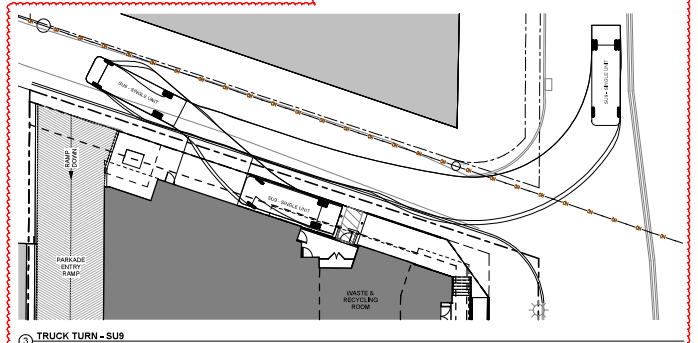 SU9 - SINGLE UNIT
SU9 - SINGLE UNIT
SU9 - SINGLE UNIT
RAMP
DOWN
PARKADE
ENTRY
RAMP
WASTE &
RECYCLING
ROOM
3 TRUCK TURN - SU9